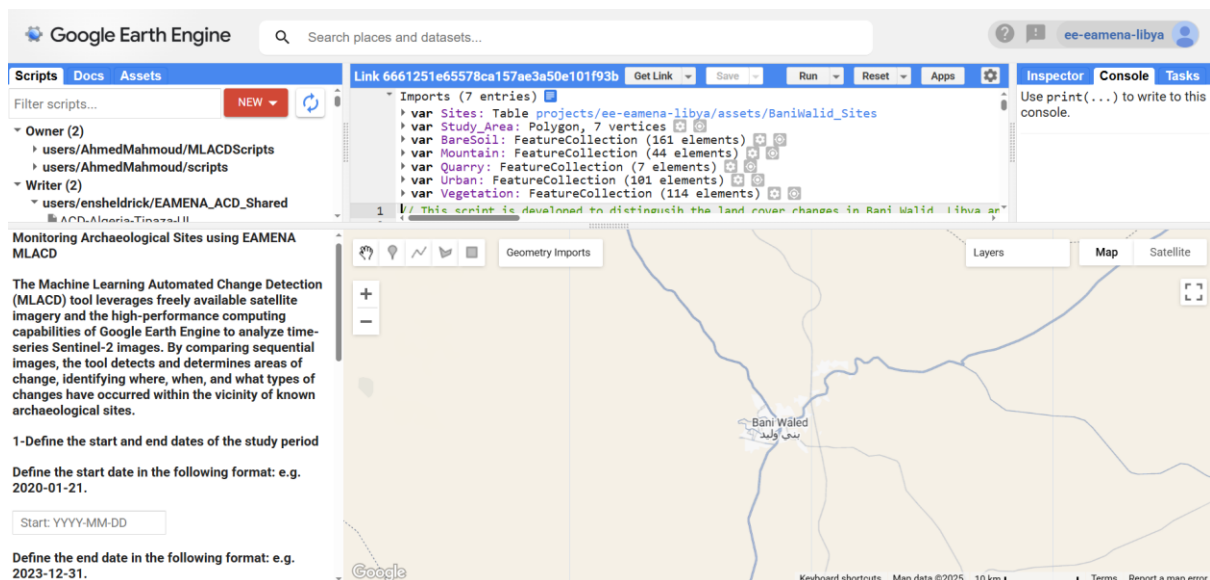 Google Earth Engine
Search places and datasets...
ee-eamena-libya
Scripts Docs Assets
Filter scripts...
NEW
Owner (2)
users/AhmedMahmoud/MLACDScripts
users/AhmedMahmoud/scripts
Writer (2)
users/ensheldrick/EAMENA_ACD_Shared
ACD-Algeria-Tipaza-UI
Link 6661251e65578ca157ae3a50e101f93b Get Link Save Run Reset Apps
Imports (7 entries)
var Sites: Table projects/ee-eamena-libya/assets/BaniWalid_Sites
var Study_Area: Polygon, 7 vertices
var BareSoil: FeatureCollection (161 elements)
var Mountain: FeatureCollection (44 elements)
var Quarry: FeatureCollection (7 elements)
var Urban: FeatureCollection (101 elements)
var Vegetation: FeatureCollection (114 elements)
1 // This script is developed to distingusih the land cover changes in Bani Walid, Libya an
Inspector Console Tasks
Use print(...) to write to this
console.
Monitoring Archaeological Sites using EAMENA
MLACD
The Machine Learning Automated Change Detection
(MLACD) tool leverages freely available satellite
imagery and the high-performance computing
capabilities of Google Earth Engine to analyze time-
series Sentinel-2 images. By comparing sequential
images, the tool detects and determines areas of
change, identifying where, when, and what types of
changes have occurred within the vicinity of known
archaeological sites.
1-Define the start and end dates of the study period
Define the start date in the following format: e.g.
2020-01-21.
Start: YYYY-MM-DD
Define the end date in the following format: e.g.
2023-12-31.
Geometry Imports
Layers
Map Satellite
Bani Waled
بني وليد
Google
Keyboard shortcuts Map data ©2025 10 km Terms Report a map error